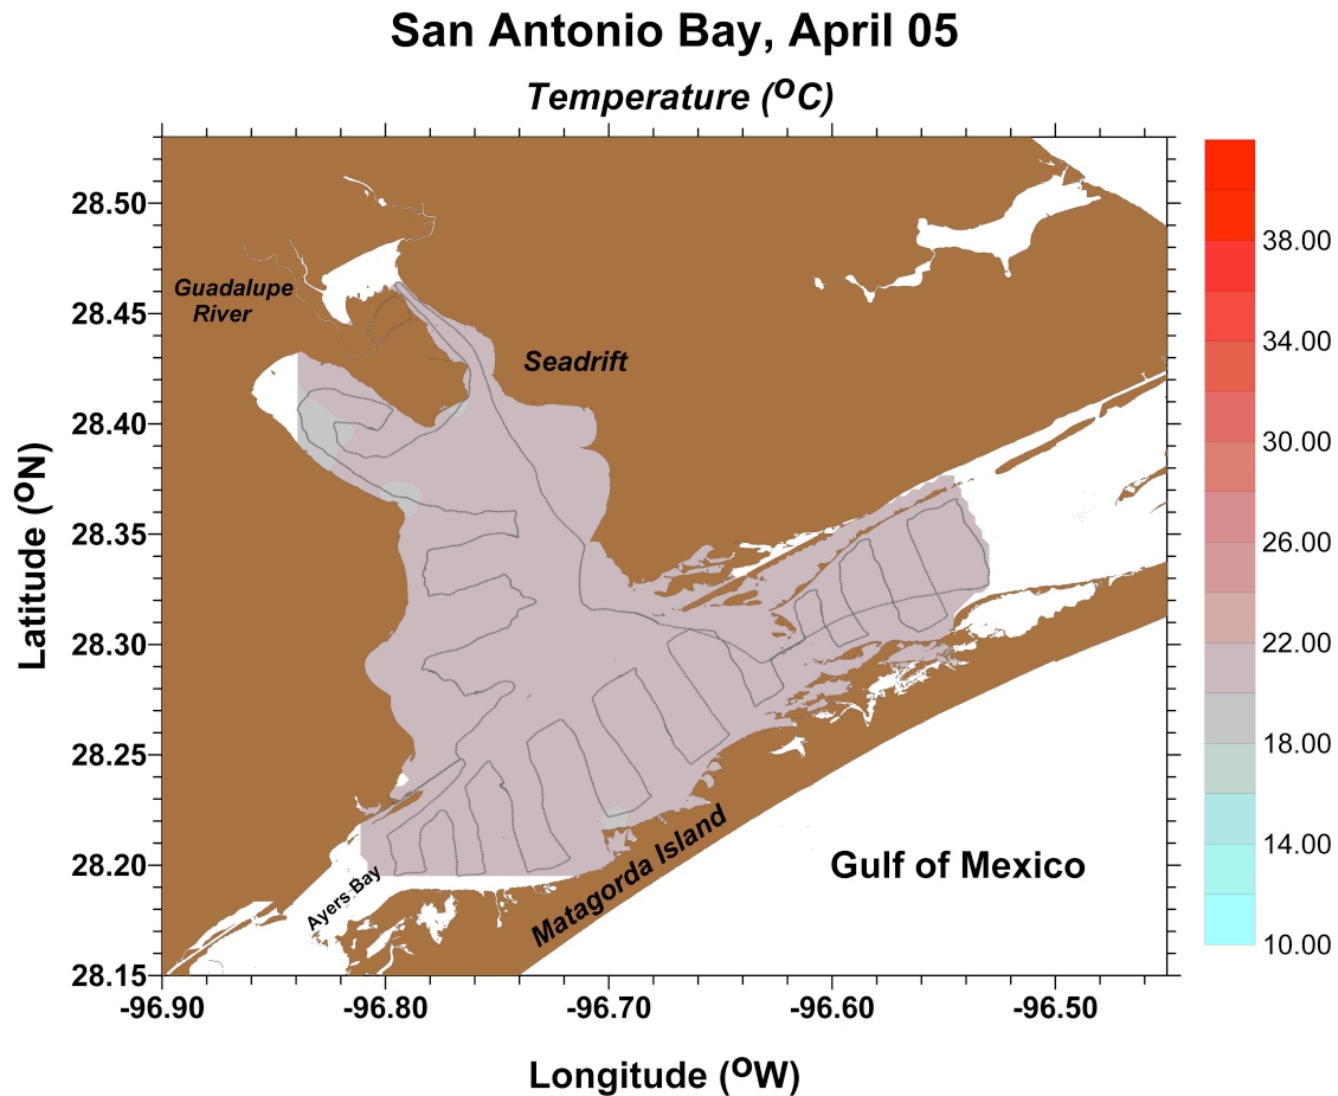 San Antonio Bay, April 05
Temperature (ºC)
28.50
28.45
28.40
28.35
28.30
28.25
28.20
28.15
Latitude (ºN)
Guadalupe
River
Seadrift
Ayers Bay
Matagorda Island
Gulf of Mexico
38.00
34.00
30.00
26.00
22.00
18.00
14.00
10.00
-96.90 -96.80 -96.70 -96.60 -96.50
Longitude (ºW)